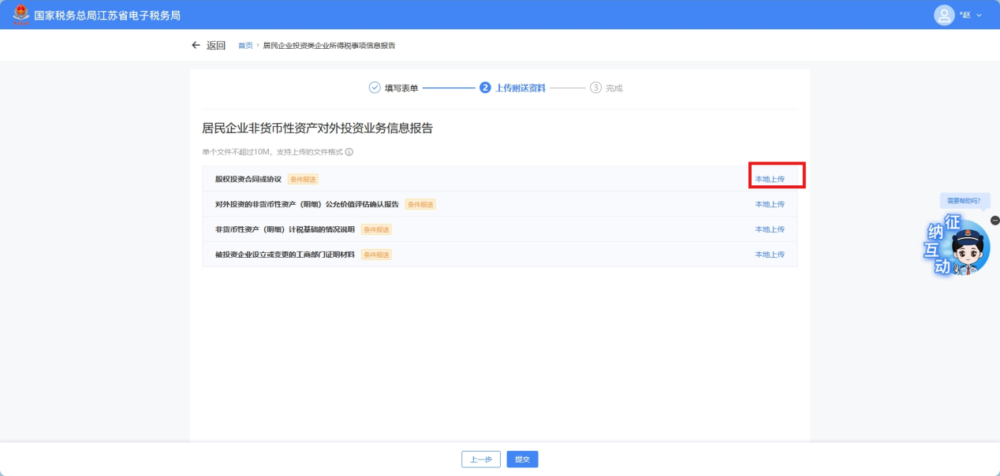 国家税务总局江苏省电子税务局
*赵
返回 首页 > 居民企业投资类企业所得税事项信息报告
填写表单 2 上传附送资料 3 完成
居民企业非货币性资产对外投资业务信息报告
单个文件不超过10M，支持上传的文件格式
股权投资合同或协议 条件报送 本地上传
对外投资的非货币性资产（明细）公允价值评估确认报告 条件报送 本地上传
非货币性资产（明细）计税基础的情况说明 条件报送 本地上传
被投资企业设立或变更的工商部门证明材料 条件报送 本地上传
需要帮助吗?
征纳互动
上一步 提交